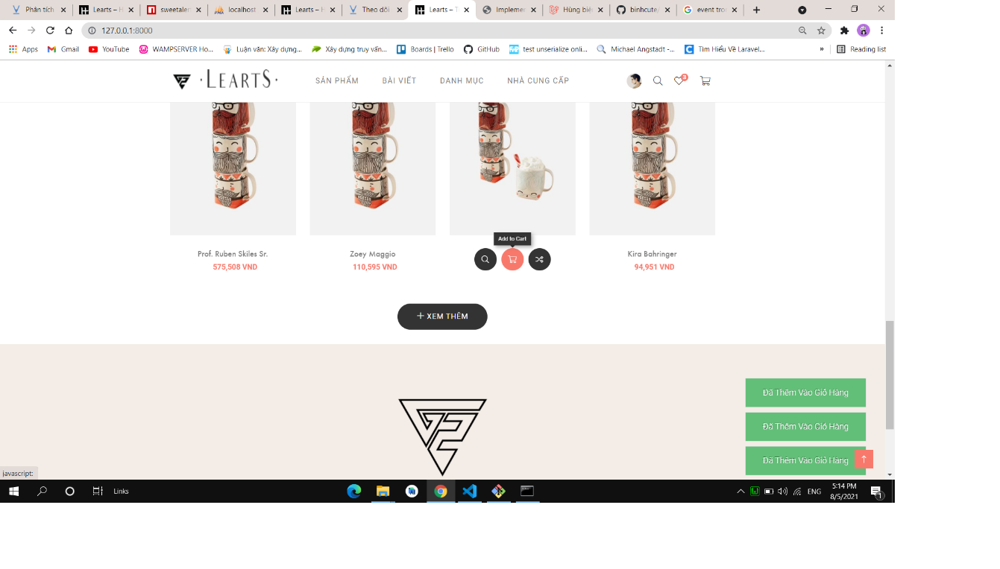 Phân tích
Learts – H
sweetaler
localhost
Learts – H
Theo dõi
Learts – T
Implemen
Hùng biê
binhcute/
event tron
127.0.0.1:8000
Apps
Gmail
YouTube
WAMPSERVER Ho...
Luận văn: Xây dựng...
Xây dựng truy vấn...
Boards | Trello
GitHub
test unserialize onli...
Michael Angstadt -...
Tìm Hiểu Về Laravel...
»
Reading list
·LEARTS·
SẢN PHẨM
BÀI VIẾT
DANH MỤC
NHÀ CUNG CẤP
3
Add to Cart
Prof. Ruben Skiles Sr.
575,508 VND
Zoey Maggio
110,595 VND
Kira Bahringer
94,951 VND
+ XEM THÊM
Đã Thêm Vào Giỏ Hàng
Đã Thêm Vào Giỏ Hàng
Đã Thêm Vào Giỏ Hàng
javascript:
Links
ENG
5:14 PM
8/5/2021
1